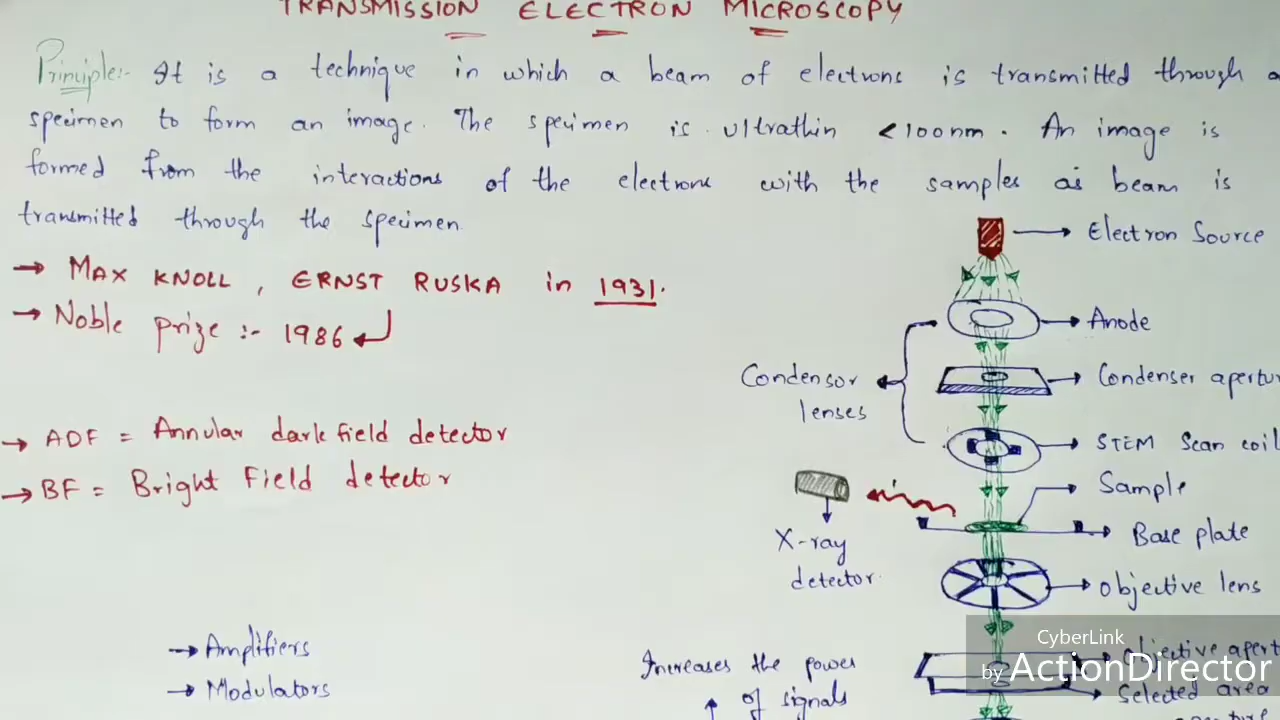 TRANSMISSION ELECTRON MICROSCOPY
Principle:- It is a technique in which a beam of electrons is transmitted through a
specimen to form an image. The specimen is ultrathin <100nm. An image is
formed from the interactions of the electrons with the samples as beam is
transmitted through the specimen.
→ MAX KNOLL, ERNST RUSKA in 1931.
→ Noble prize :- 1986
→ ADF = Annular dark field detector
→ BF = Bright Field detector
→ Amplifiers
→ Modulators
Increases the power
of signals
Electron Source
Anode
Condensor
lenses
Condenser apertur
STEM Scan coil
Sample
Base plate
X-ray
detector.
Objective lens
Objective apert
Selected area
CyberLink
by ActionDirector